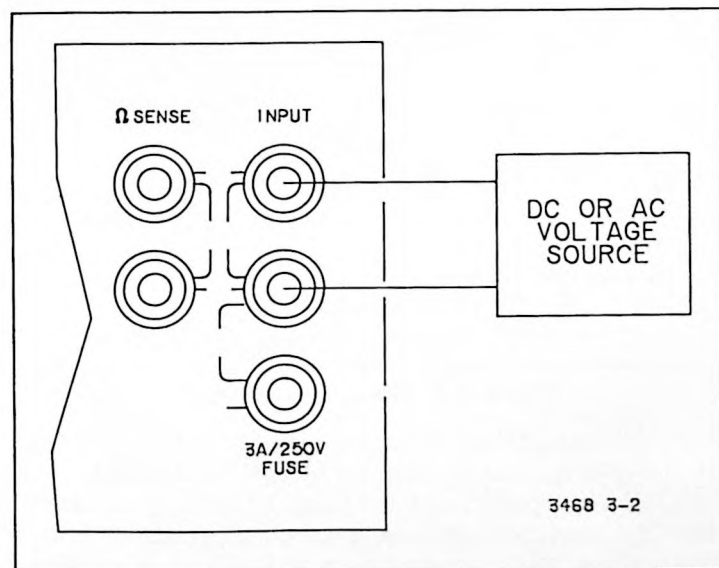 Ω SENSE
INPUT
DC OR AC
VOLTAGE
SOURCE
3A/250V
FUSE
3468 3-2